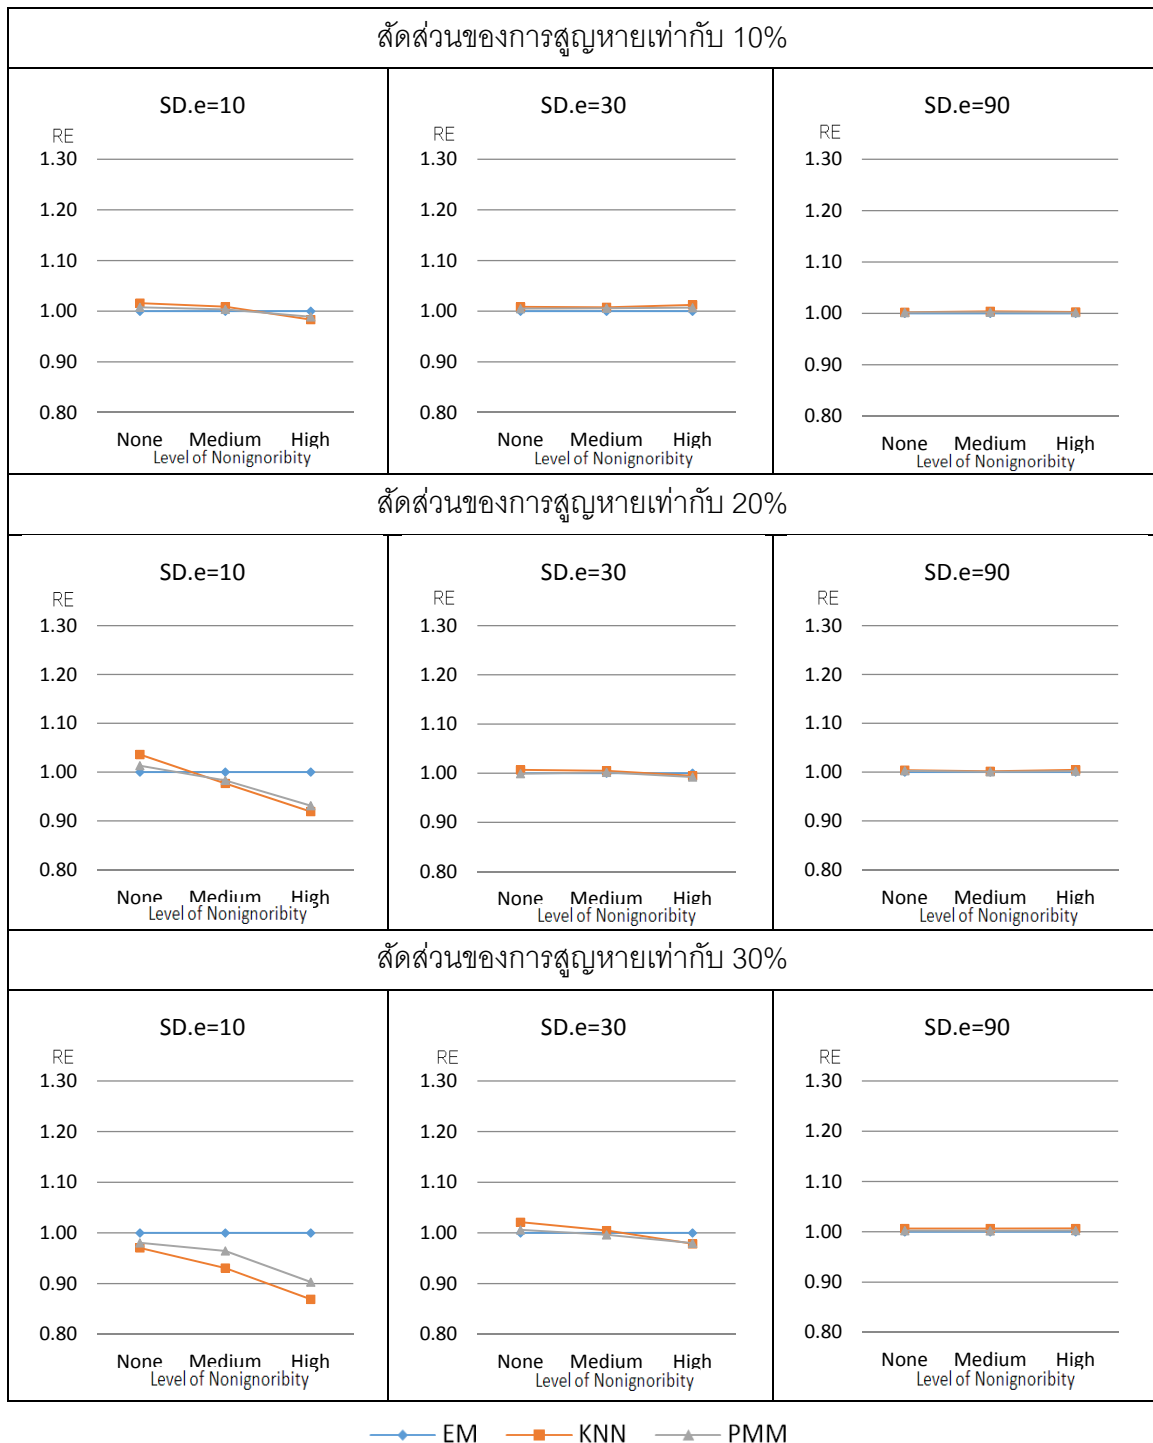 สัดส่วนของการสูญหายเท่ากับ 10%
SD.e=10
RE
1.30
1.20
1.10
1.00
0.90
0.80
None Medium High
Level of Nonignoribity
SD.e=30
RE
1.30
1.20
1.10
1.00
0.90
0.80
None Medium High
Level of Nonignoribity
SD.e=90
RE
1.30
1.20
1.10
1.00
0.90
0.80
None Medium High
Level of Nonignoribity
สัดส่วนของการสูญหายเท่ากับ 20%
SD.e=10
RE
1.30
1.20
1.10
1.00
0.90
0.80
None Medium High
Level of Nonignoribity
SD.e=30
RE
1.30
1.20
1.10
1.00
0.90
0.80
None Medium High
Level of Nonignoribity
SD.e=90
RE
1.30
1.20
1.10
1.00
0.90
0.80
None Medium High
Level of Nonignoribity
สัดส่วนของการสูญหายเท่ากับ 30%
SD.e=10
RE
1.30
1.20
1.10
1.00
0.90
0.80
None Medium High
Level of Nonignoribity
SD.e=30
RE
1.30
1.20
1.10
1.00
0.90
0.80
None Medium High
Level of Nonignoribity
SD.e=90
RE
1.30
1.20
1.10
1.00
0.90
0.80
None Medium High
Level of Nonignoribity
EM KNN PMM